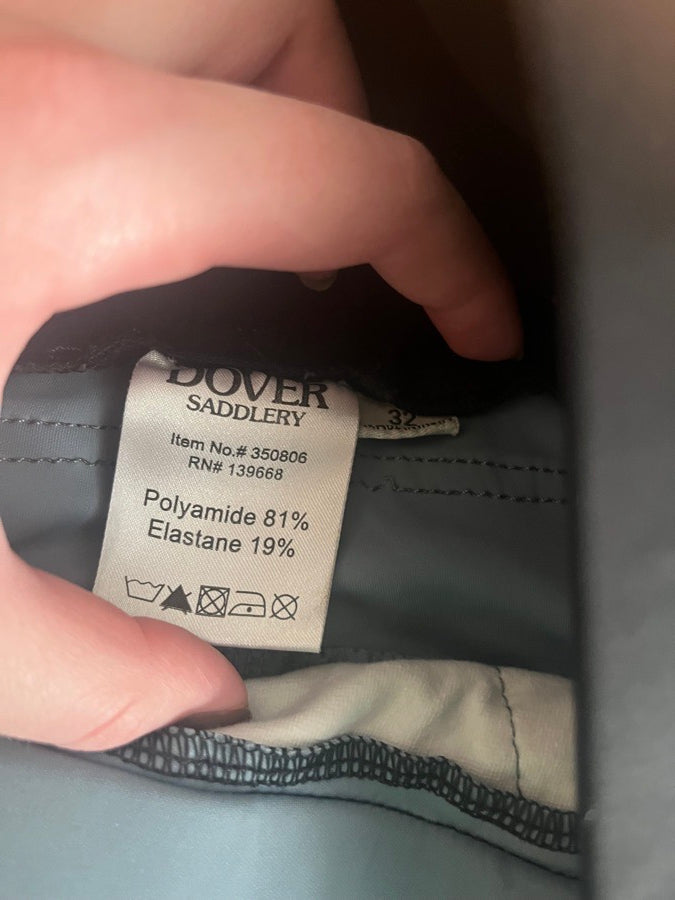 DOVER
SADDLERY
32
Item No.# 350806
RN# 139668
Polyamide 81%
Elastane 19%